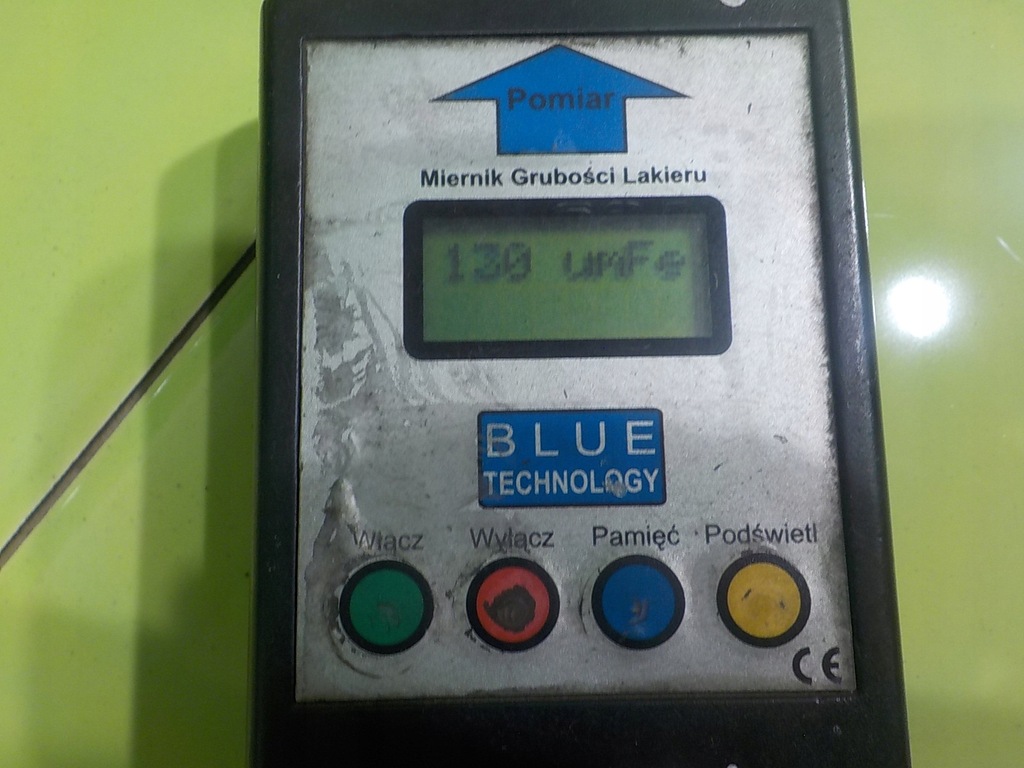 Pomiar
Miernik Grubości Lakieru
130 umFe
BLUE
TECHNOLOGY
Włącz Wyłącz Pamięć Podświetl
CE